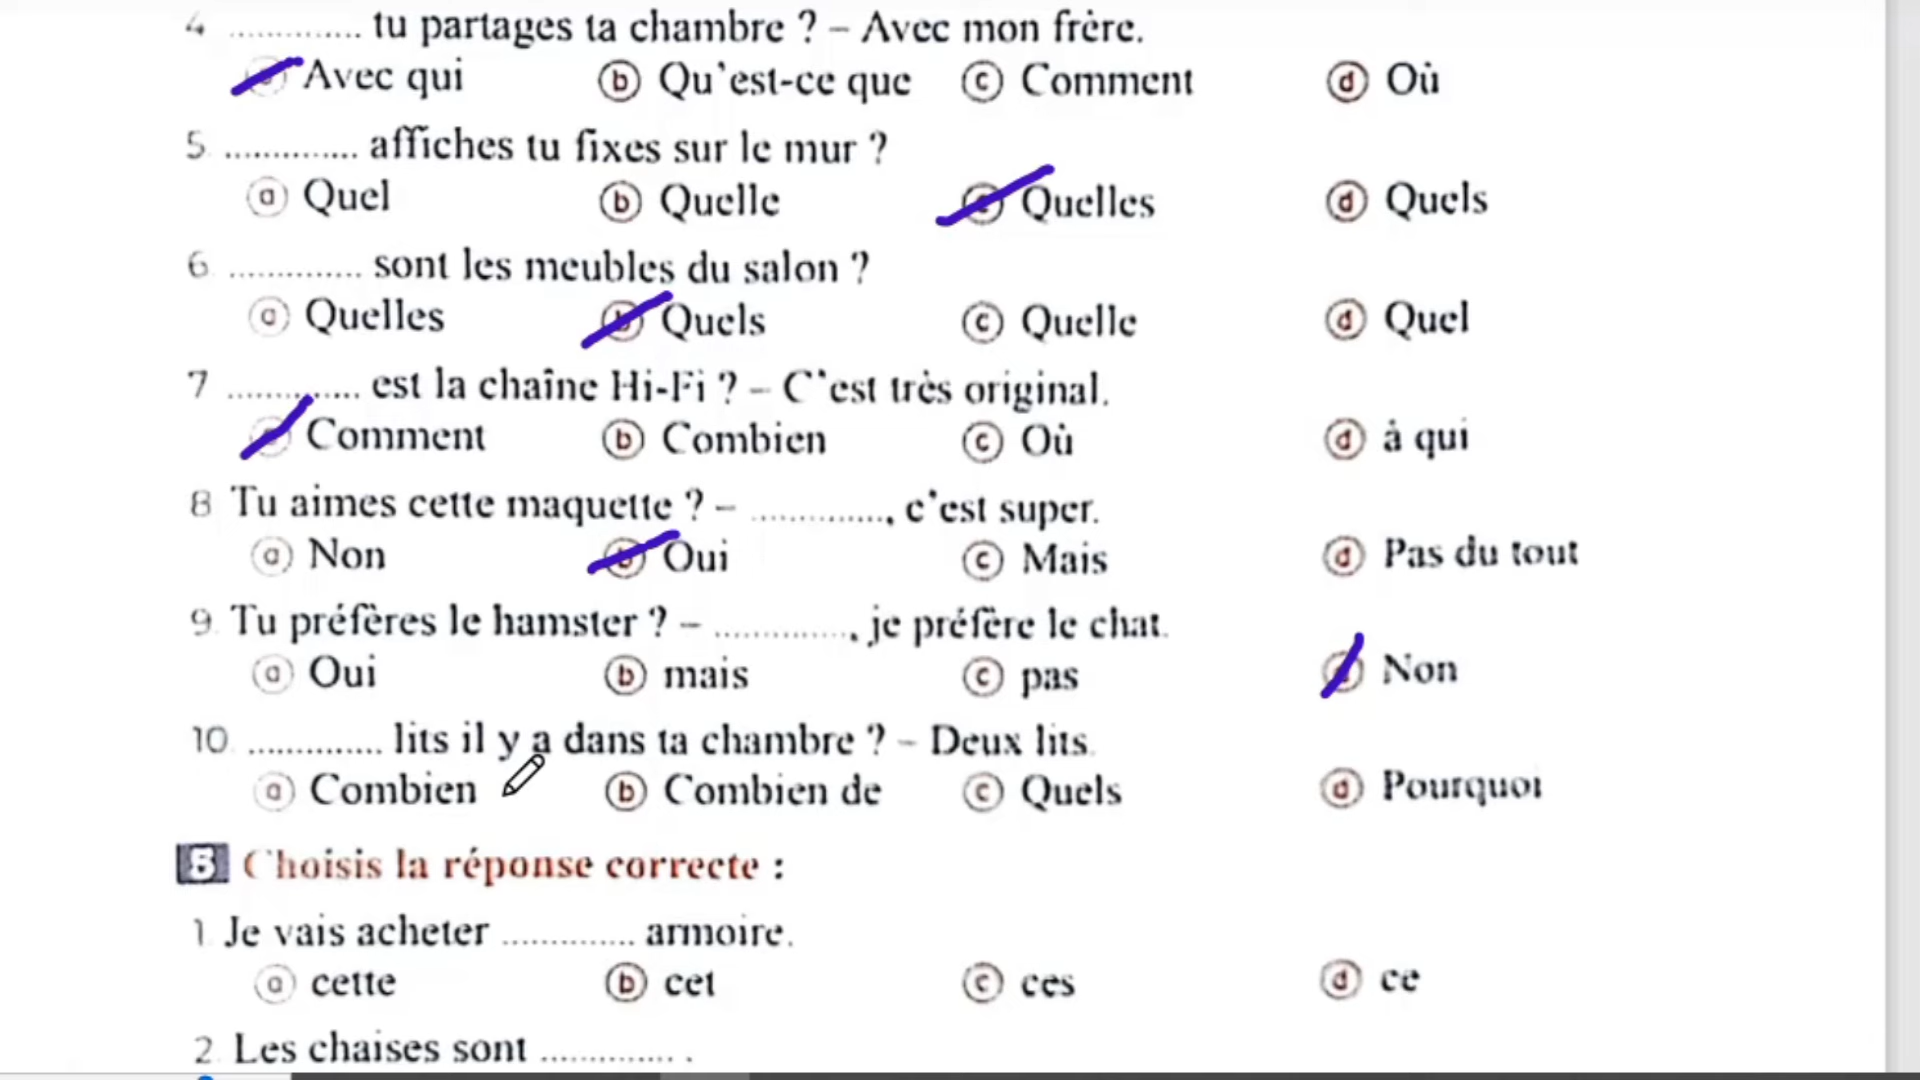 4 ............. tu partages ta chambre ? – Avec mon frère.
Avec qui ⓑ Qu'est-ce que ⓒ Comment ⓓ Où
5 ............. affiches tu fixes sur le mur ?
ⓐ Quel ⓑ Quelle Quelles ⓓ Quels
6 ............. sont les meubles du salon ?
ⓐ Quelles ⓑ Quels ⓒ Quelle ⓓ Quel
7 ............. est la chaîne Hi-Fi ? – C'est très original.
Comment ⓑ Combien ⓒ Où ⓓ à qui
8 Tu aimes cette maquette ? – ............., c'est super.
ⓐ Non ⓑ Oui ⓒ Mais ⓓ Pas du tout
9. Tu préfères le hamster ? – ............., je préfère le chat.
ⓐ Oui ⓑ mais ⓒ pas Non
10. ............. lits il y a dans ta chambre ? – Deux lits.
ⓐ Combien ⓑ Combien de ⓒ Quels ⓓ Pourquoi
5 Choisis la réponse correcte :
1. Je vais acheter ............. armoire.
ⓐ cette ⓑ cet ⓒ ces ⓓ ce
2. Les chaises sont ............. .